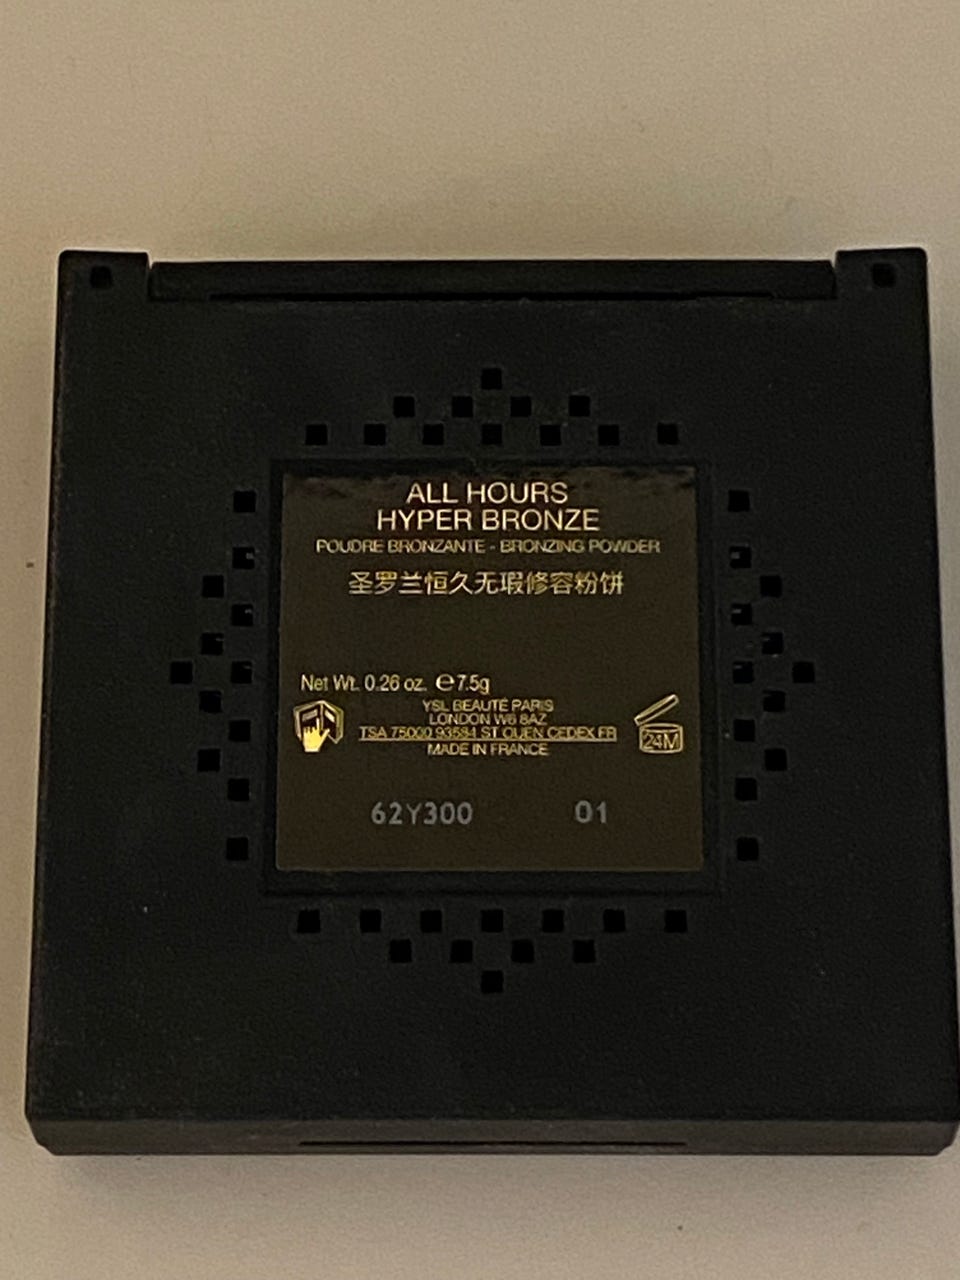 ALL HOURS
HYPER BRONZE
POUDRE BRONZANTE - BRONZING POWDER
圣罗兰恒久无瑕修容粉饼
Net Wt. 0.26 oz. ℮ 7.5g
YSL BEAUTÉ PARIS
LONDON W6 8AZ
TSA 75000 93584 ST OUEN CEDEX FR
MADE IN FRANCE
24M
62Y300 01